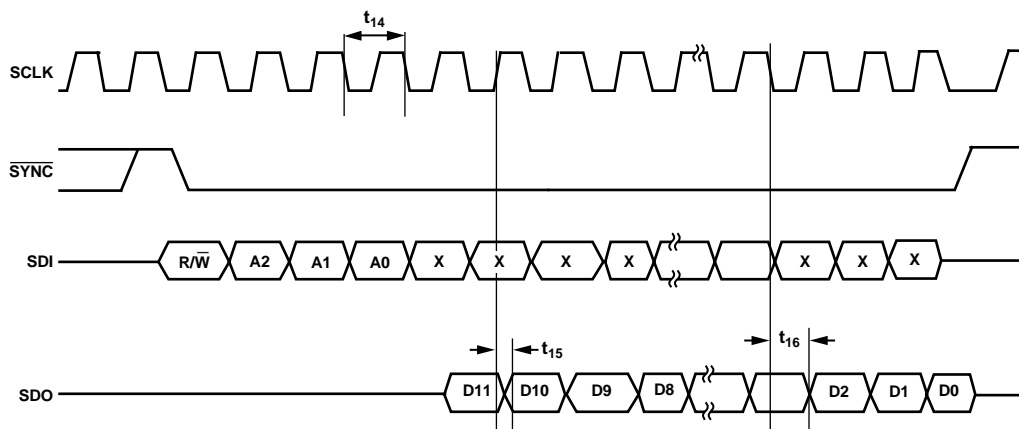 t14
SCLK
SYNC
SDI R/W A2 A1 A0 X X X X X X X
t15 t16
SDO D11 D10 D9 D8 D2 D1 D0